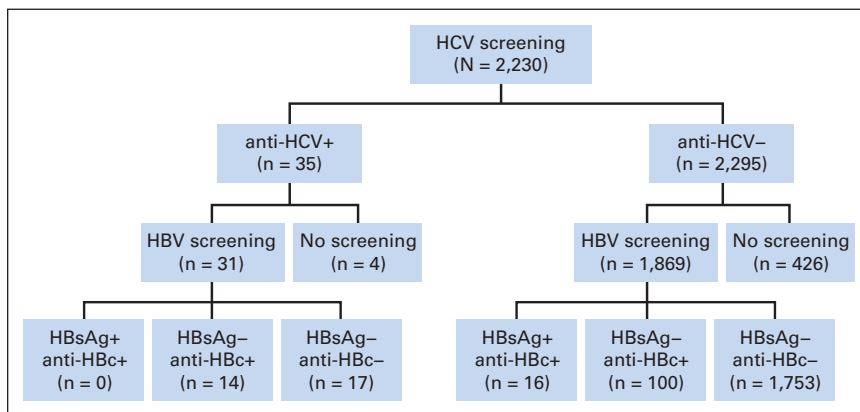 HCV screening
(N = 2,230)
anti-HCV+
(n = 35)
anti-HCV–
(n = 2,295)
HBV screening
(n = 31)
No screening
(n = 4)
HBV screening
(n = 1,869)
No screening
(n = 426)
HBsAg+
anti-HBc+
(n = 0)
HBsAg–
anti-HBc+
(n = 14)
HBsAg–
anti-HBc–
(n = 17)
HBsAg+
anti-HBc+
(n = 16)
HBsAg–
anti-HBc+
(n = 100)
HBsAg–
anti-HBc–
(n = 1,753)